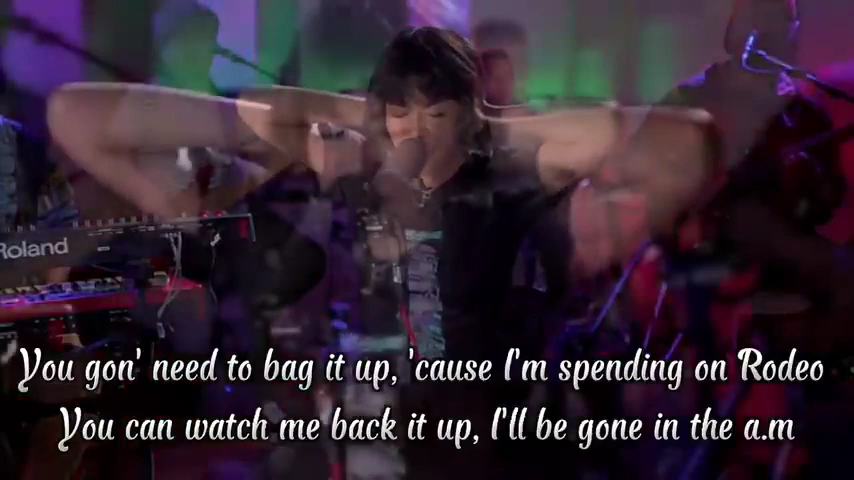 Roland
You gon' need to bag it up, 'cause I'm spending on Rodeo
You can watch me back it up, I'll be gone in the a.m